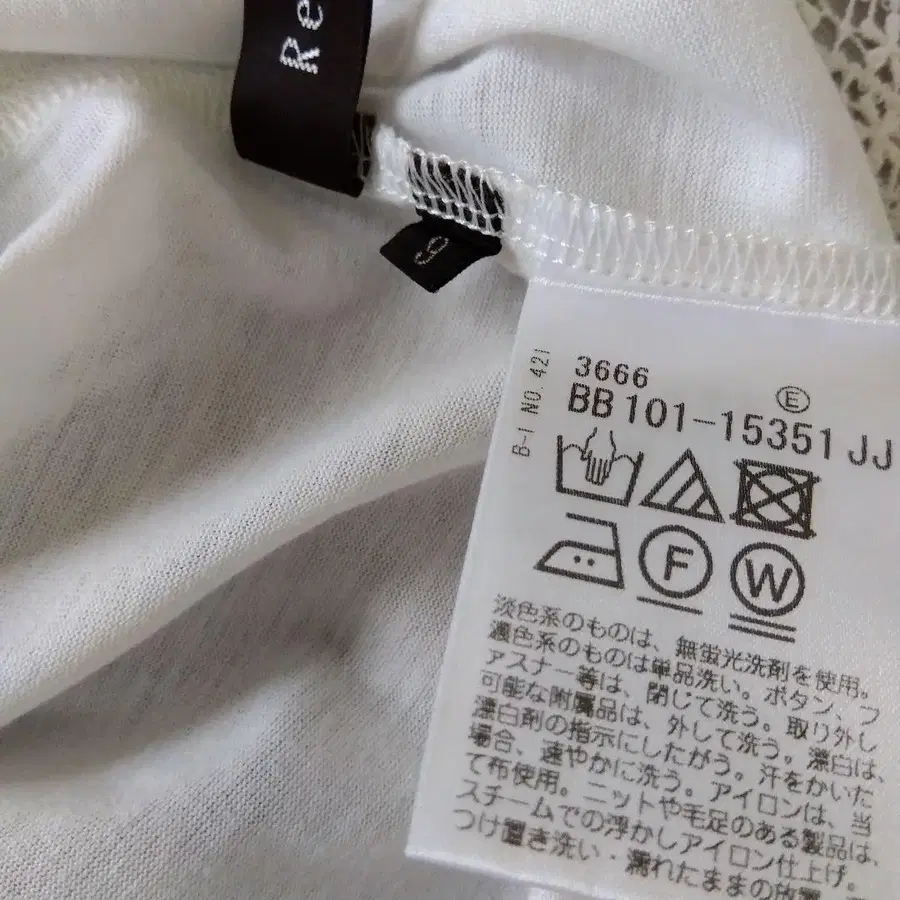 Re
B-1 NO. 421
3666
Ⓔ
BB101-15351 JJ
F
W
淡色系のものは、無蛍光洗剤を使用。
濃色系のものは単品洗い。ボタン、フ
ァスナー等は、閉じて洗う。取り外し
可能な附属品は、外して洗う。漂白は、
漂白剤の指示にしたがう。汗をかいた
場合、速やかに洗う。アイロンは、当
て布使用。ニットや毛足のある製品は、
スチームでの浮かしアイロン仕上げ。
つけ置き洗い・濡れたままの放置